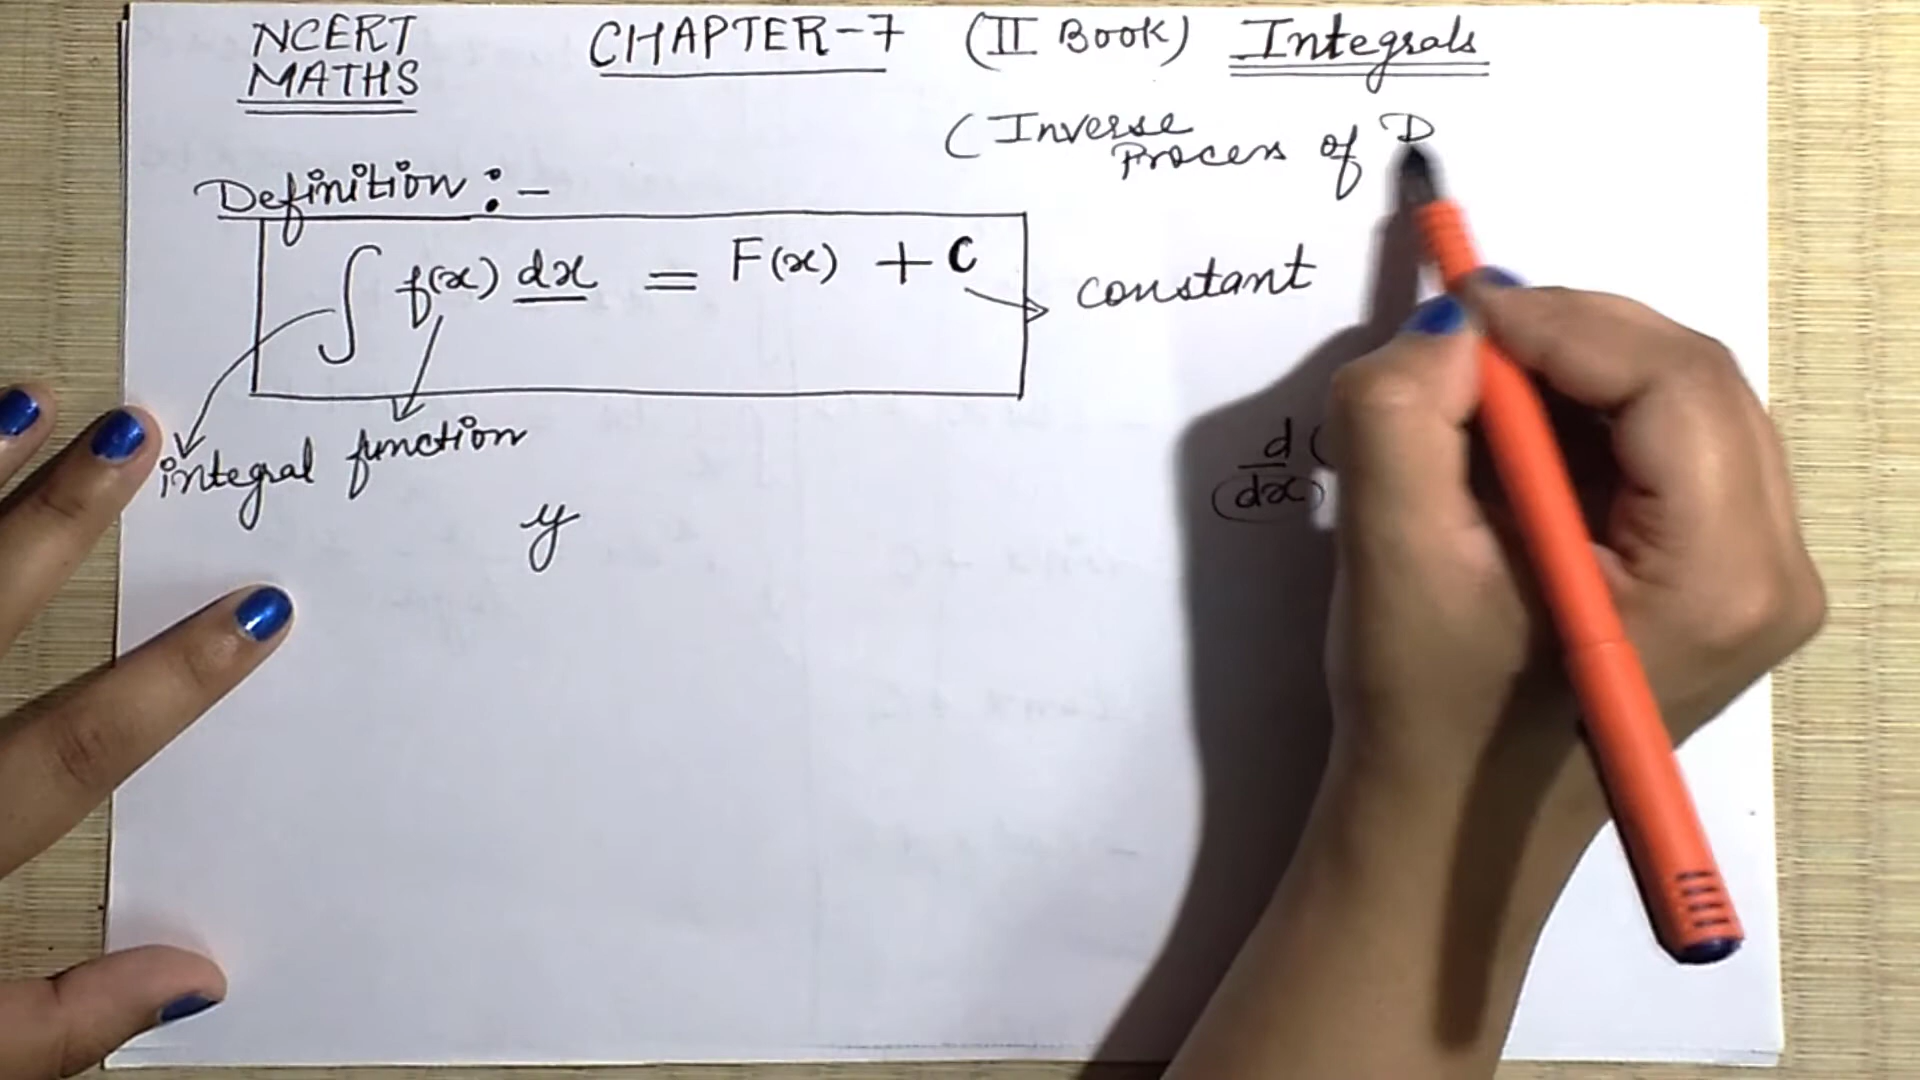 NCERT MATHS CHAPTER-7 (II Book) Integrals
(Inverse Process of D
Definition :-
∫ f(x) dx = F(x) + C
constant
integral function
d (
dx
y